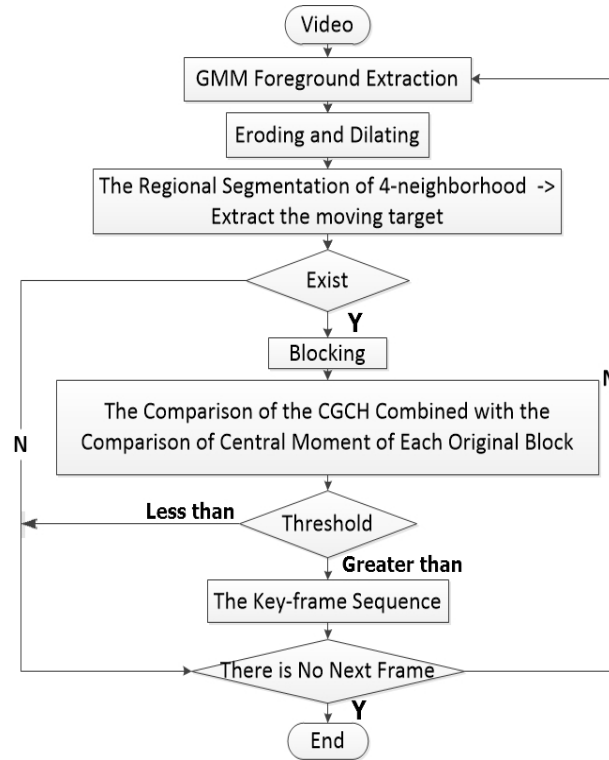 Video
GMM Foreground Extraction
Eroding and Dilating
The Regional Segmentation of 4-neighborhood ->
Extract the moving target
Exist
Y
Blocking
N
The Comparison of the CGCH Combined with the
Comparison of Central Moment of Each Original Block
N
Less than
Threshold
Greater than
The Key-frame Sequence
There is No Next Frame
Y
End